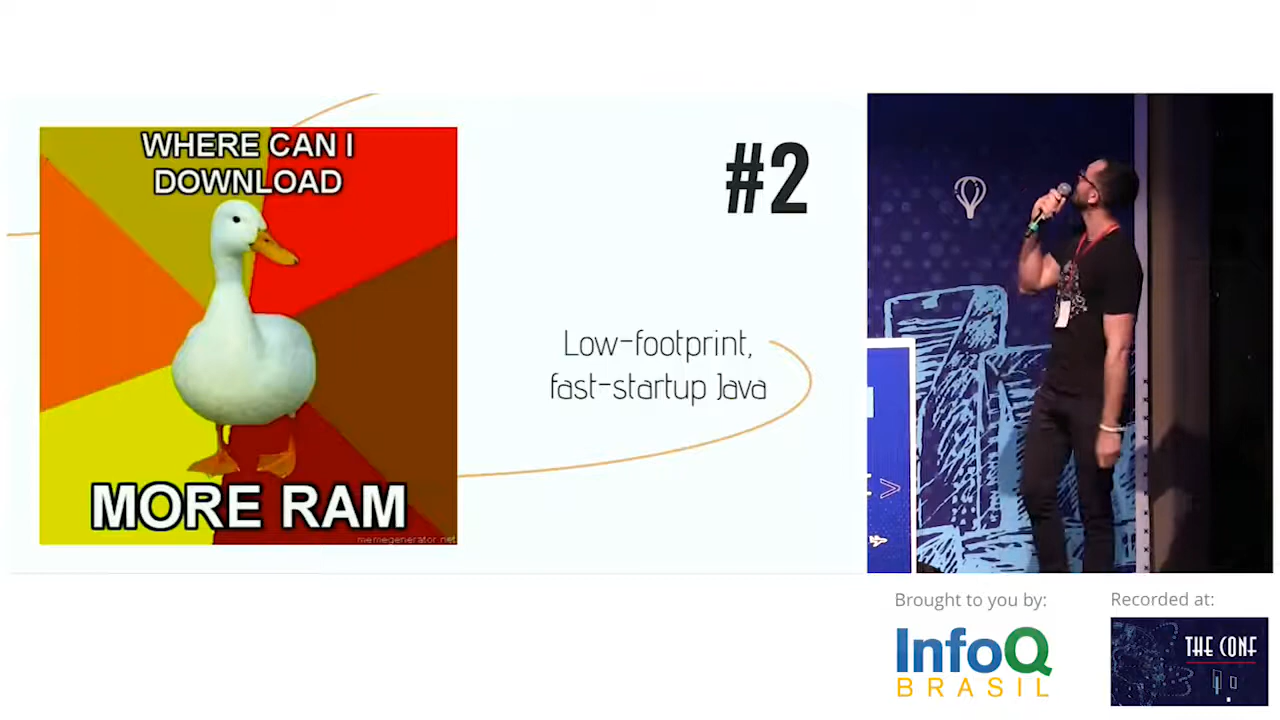 WHERE CAN I
DOWNLOAD
MORE RAM
memegenerator.net
#2
Low-footprint,
fast-startup Java
Brought to you by:
InfoQ
BRASIL
Recorded at:
THE CONF